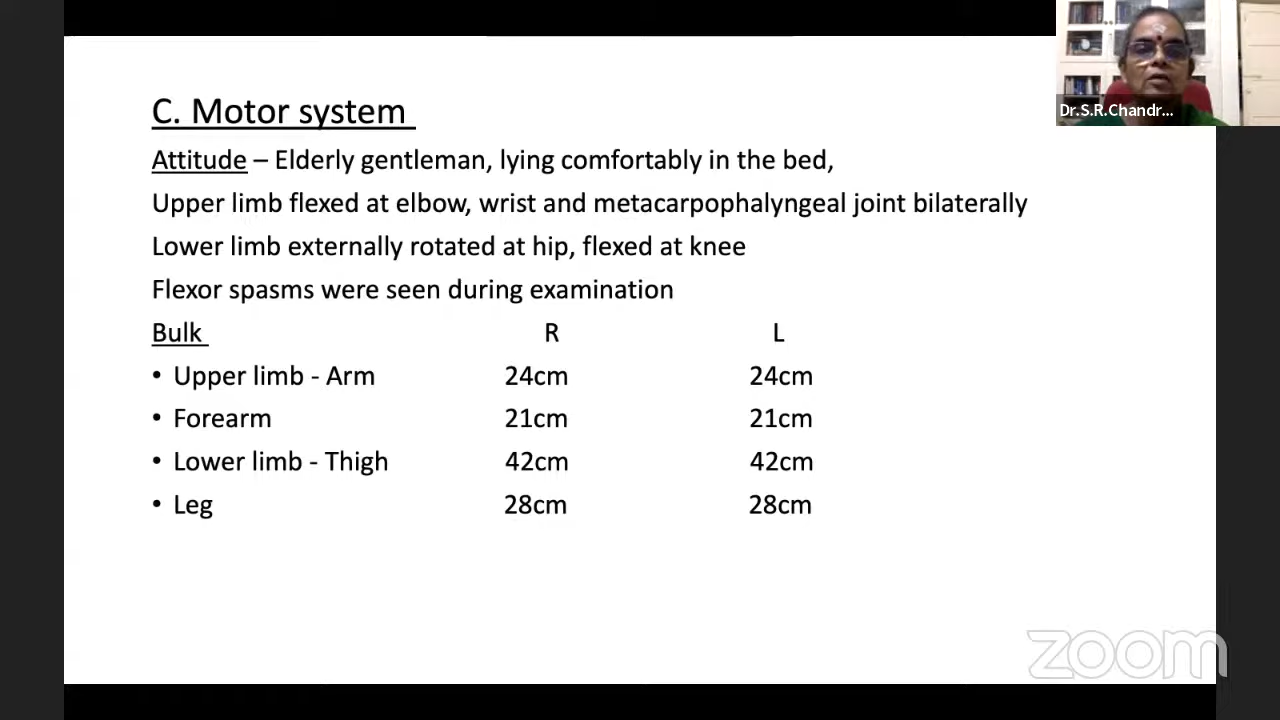 Dr.S.R.Chandr...
C. Motor system
Attitude – Elderly gentleman, lying comfortably in the bed,
Upper limb flexed at elbow, wrist and metacarpophalyngeal joint bilaterally
Lower limb externally rotated at hip, flexed at knee
Flexor spasms were seen during examination
Bulk R L
• Upper limb - Arm 24cm 24cm
• Forearm 21cm 21cm
• Lower limb - Thigh 42cm 42cm
• Leg 28cm 28cm
zoom